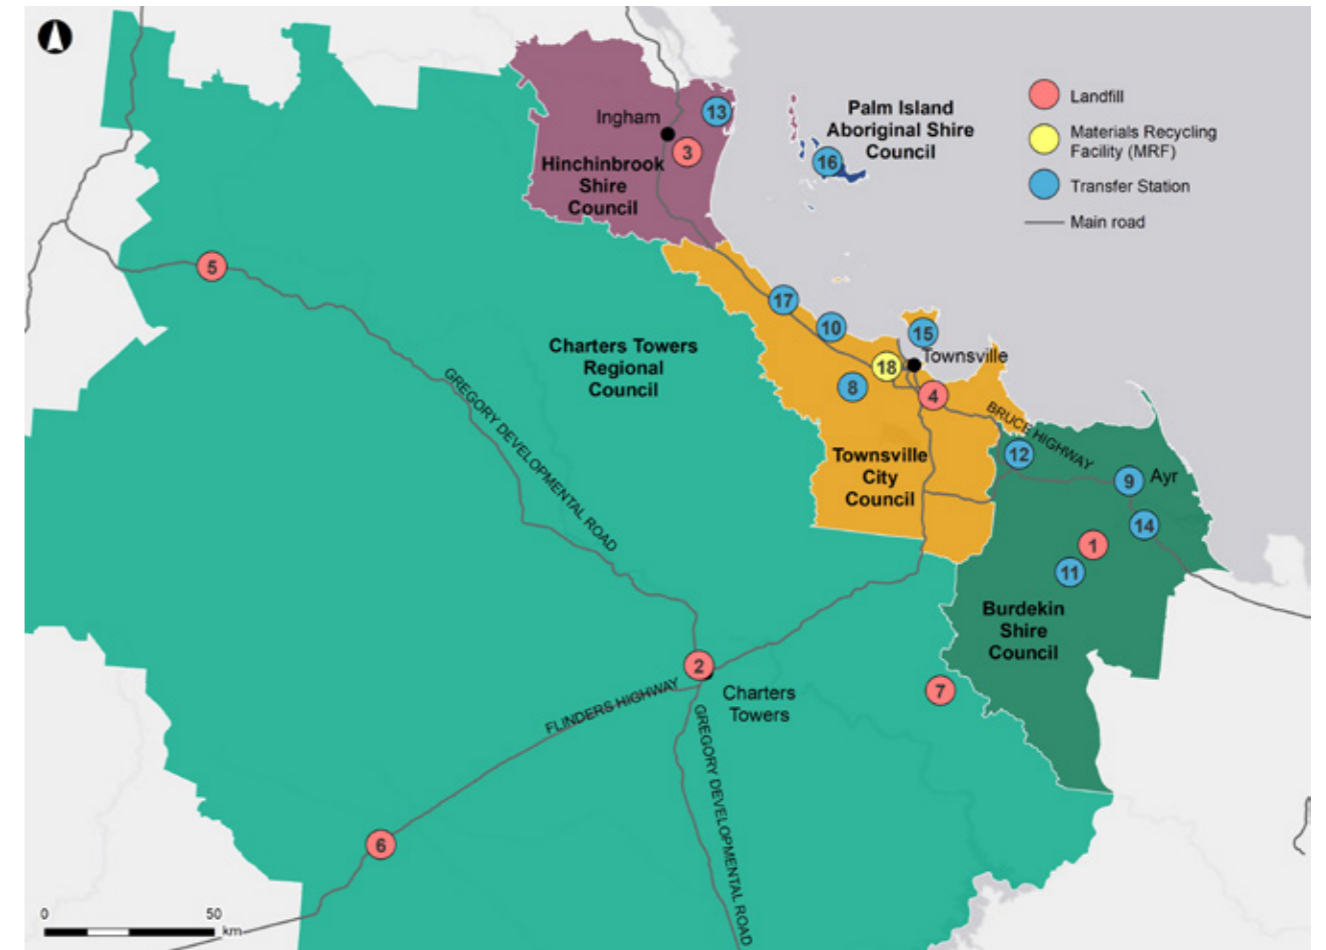 Ingham
13
3
Hinchinbrook
Shire
Council
Palm Island
Aboriginal Shire
Council
16
Landfill
Materials Recycling
Facility (MRF)
Transfer Station
Main road
5
17
10
15
Townsville
18
8
4
Charters Towers
Regional
Council
GREGORY DEVELOPMENTAL ROAD
BRUCE HIGHWAY
Townsville
City
Council
12
9
Ayr
14
1
11
Burdekin
Shire
Council
2
Charters
Towers
7
FLINDERS HIGHWAY
GREGORY DEVELOPMENTAL ROAD
6
0 50
km